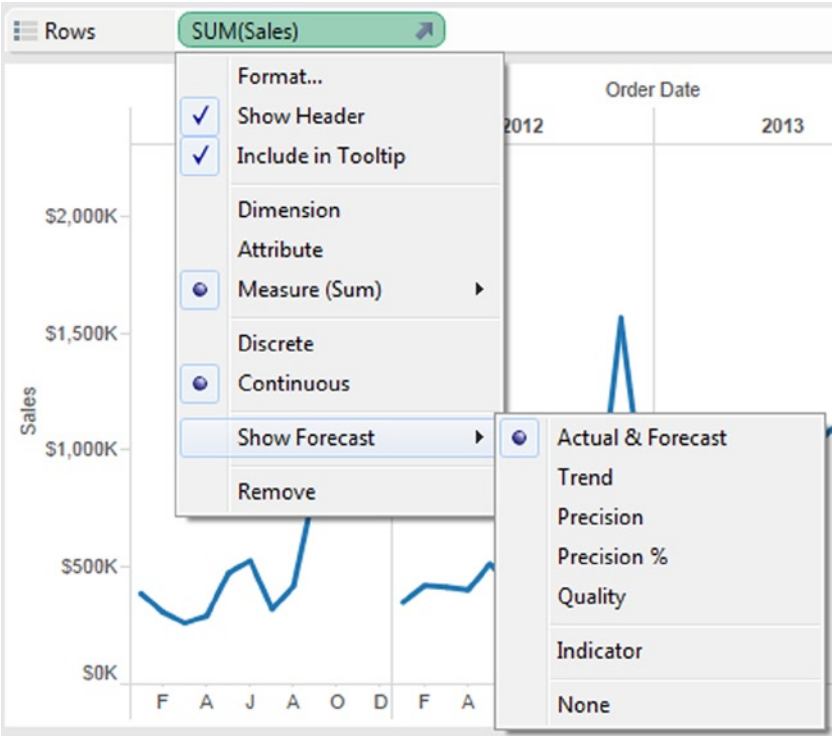 Rows
SUM(Sales)
Format...
Show Header
Include in Tooltip
Dimension
Attribute
Measure (Sum)
Discrete
Continuous
Show Forecast
Remove
Actual & Forecast
Trend
Precision
Precision %
Quality
Indicator
None
Order Date
2012
2013
Sales
$2,000K
$1,500K
$1,000K
$500K
$0K
F A J A O D F A